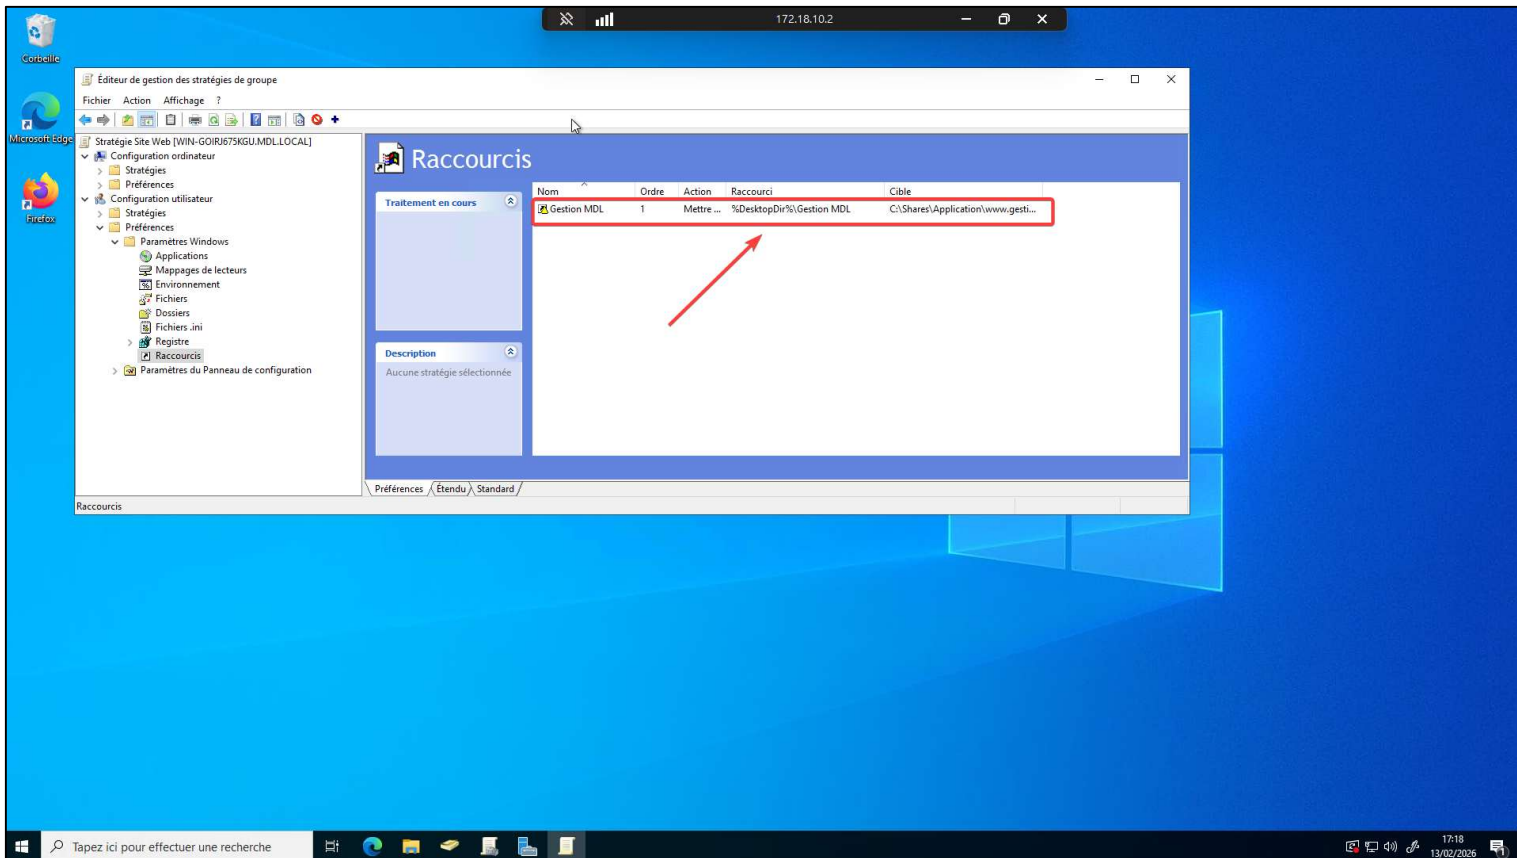 172.18.10.2
Corbeille
Microsoft Edge
Firefox
Éditeur de gestion des stratégies de groupe
Fichier Action Affichage ?
Stratégie Site Web [WIN-GOIRJ675KGU.MDL.LOCAL]
Configuration ordinateur
Stratégies
Préférences
Configuration utilisateur
Stratégies
Préférences
Paramètres Windows
Applications
Mappages de lecteurs
Environnement
Fichiers
Dossiers
Fichiers .ini
Registre
Raccourcis
Paramètres du Panneau de configuration
Raccourcis
Traitement en cours
Description
Aucune stratégie sélectionnée
Nom Ordre Action Raccourci Cible
Gestion MDL 1 Mettre ... %DesktopDir%\Gestion MDL C:\Shares\Application\www.gesti...
Préférences Étendu Standard
Raccourcis
Tapez ici pour effectuer une recherche
17:18
13/02/2026